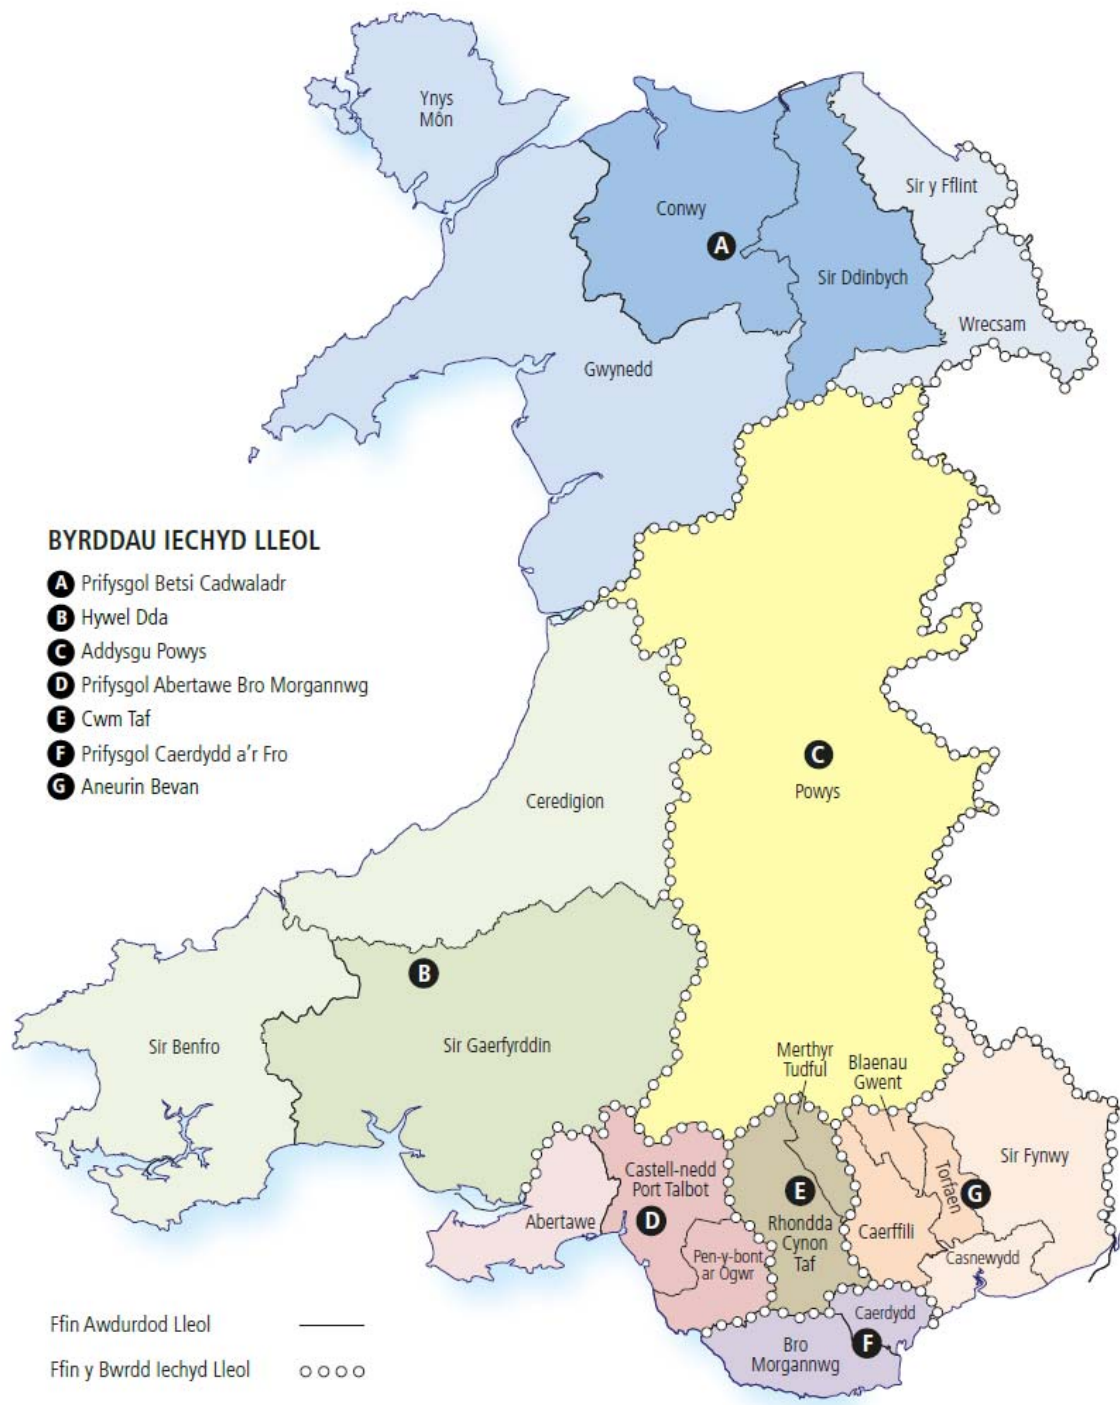 Ynys
Môn
Sir y Fflint
Conwy
A
Sir Ddinbych
Wrecsam
Gwynedd
BYRDDAU IECHYD LLEOL
A Prifysgol Betsi Cadwaladr
B Hywel Dda
C Addysgu Powys
D Prifysgol Abertawe Bro Morgannwg
E Cwm Taf
F Prifysgol Caerdydd a'r Fro
G Aneurin Bevan
C
Powys
Ceredigion
B
Sir Benfro
Sir Gaerfyrddin
Merthyr
Tudful
Blaenau
Gwent
Sir Fynwy
Castell-nedd
Port Talbot
Torfaen
E
G
Abertawe
D
Rhondda
Cynon
Taf
Caerffili
Pen-y-bont
ar Ogwr
Casnewydd
Caerdydd
Bro
Morgannwg
F
Ffin Awdurdod Lleol
Ffin y Bwrdd Iechyd Lleol